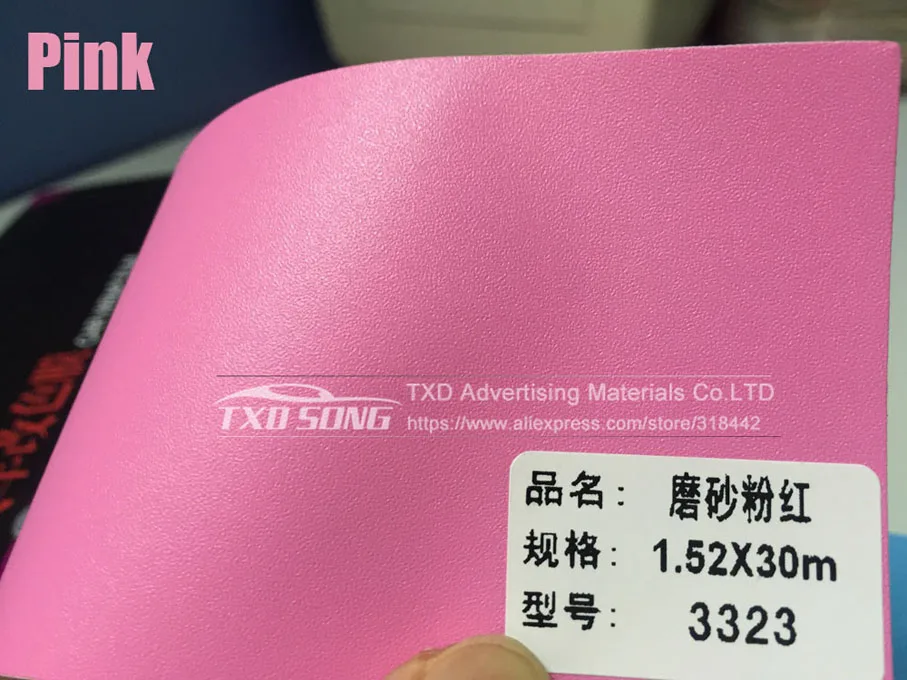 Pink
TXD SONG
TXD Advertising Materials Co.LTD
https://www.aliexpress.com/store/318442
品名: 磨砂粉红
规格: 1.52X30m
型号: 3323